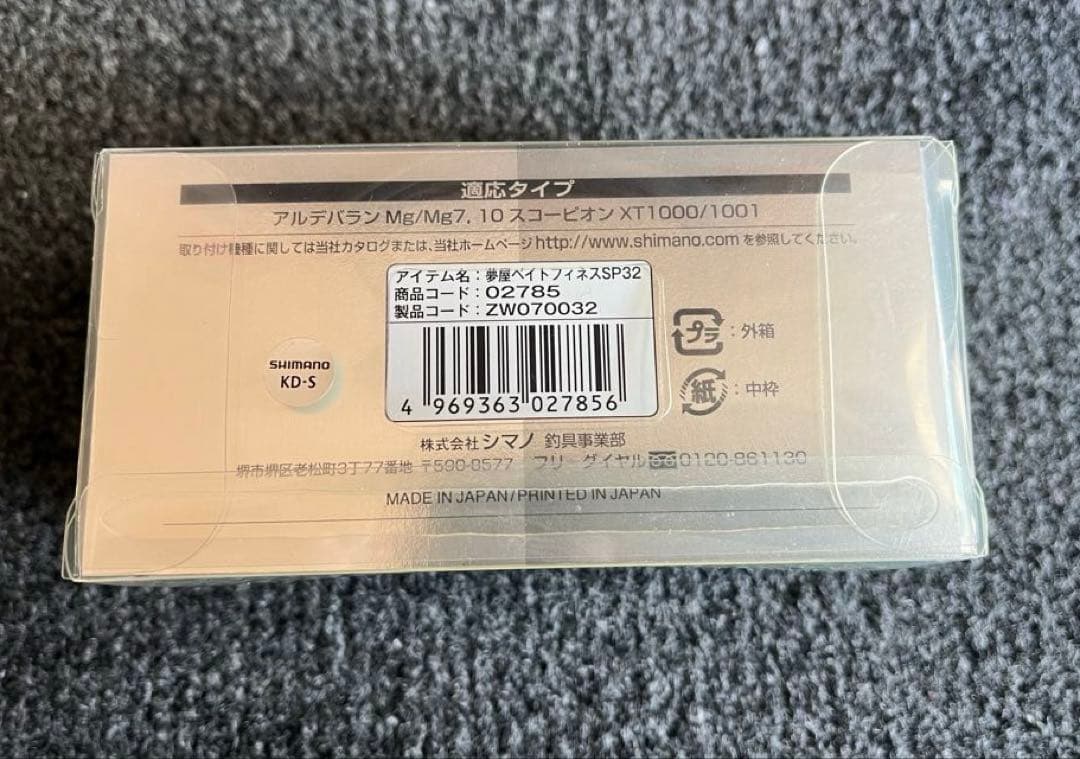 適応タイプ
アルデバラン Mg/Mg7, 10 スコーピオン XT1000/1001
取り付け機種に関しては当社カタログまたは、当社ホームページhttp://www.shimano.com を参照してください。
アイテム名：夢屋ベイトフィネスSP32
商品コード：02785
製品コード：ZW070032
4 969363 027856
プラ：外箱
紙：中枠
SHIMANO
KD-S
株式会社 シマノ 釣具事業部
堺市堺区老松町3丁77番地 〒590-8577 フリーダイヤル 0120-861130
MADE IN JAPAN/PRINTED IN JAPAN